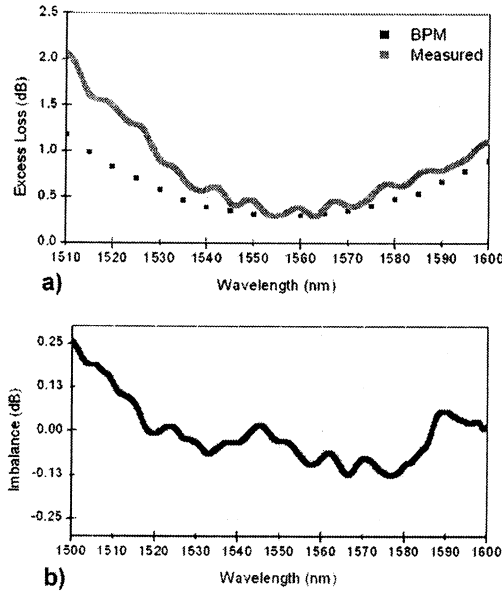 2.5
2.0
1.5
1.0
0.5
0.0
Excess Loss (dB)
BPM
Measured
1510 1520 1530 1540 1550 1560 1570 1580 1590 1600
Wavelength (nm)
a)
0.25
0.13
0.00
-0.13
-0.25
Imbalance (dB)
1500 1510 1520 1530 1540 1550 1560 1570 1580 1590 1600
Wavelength (nm)
b)